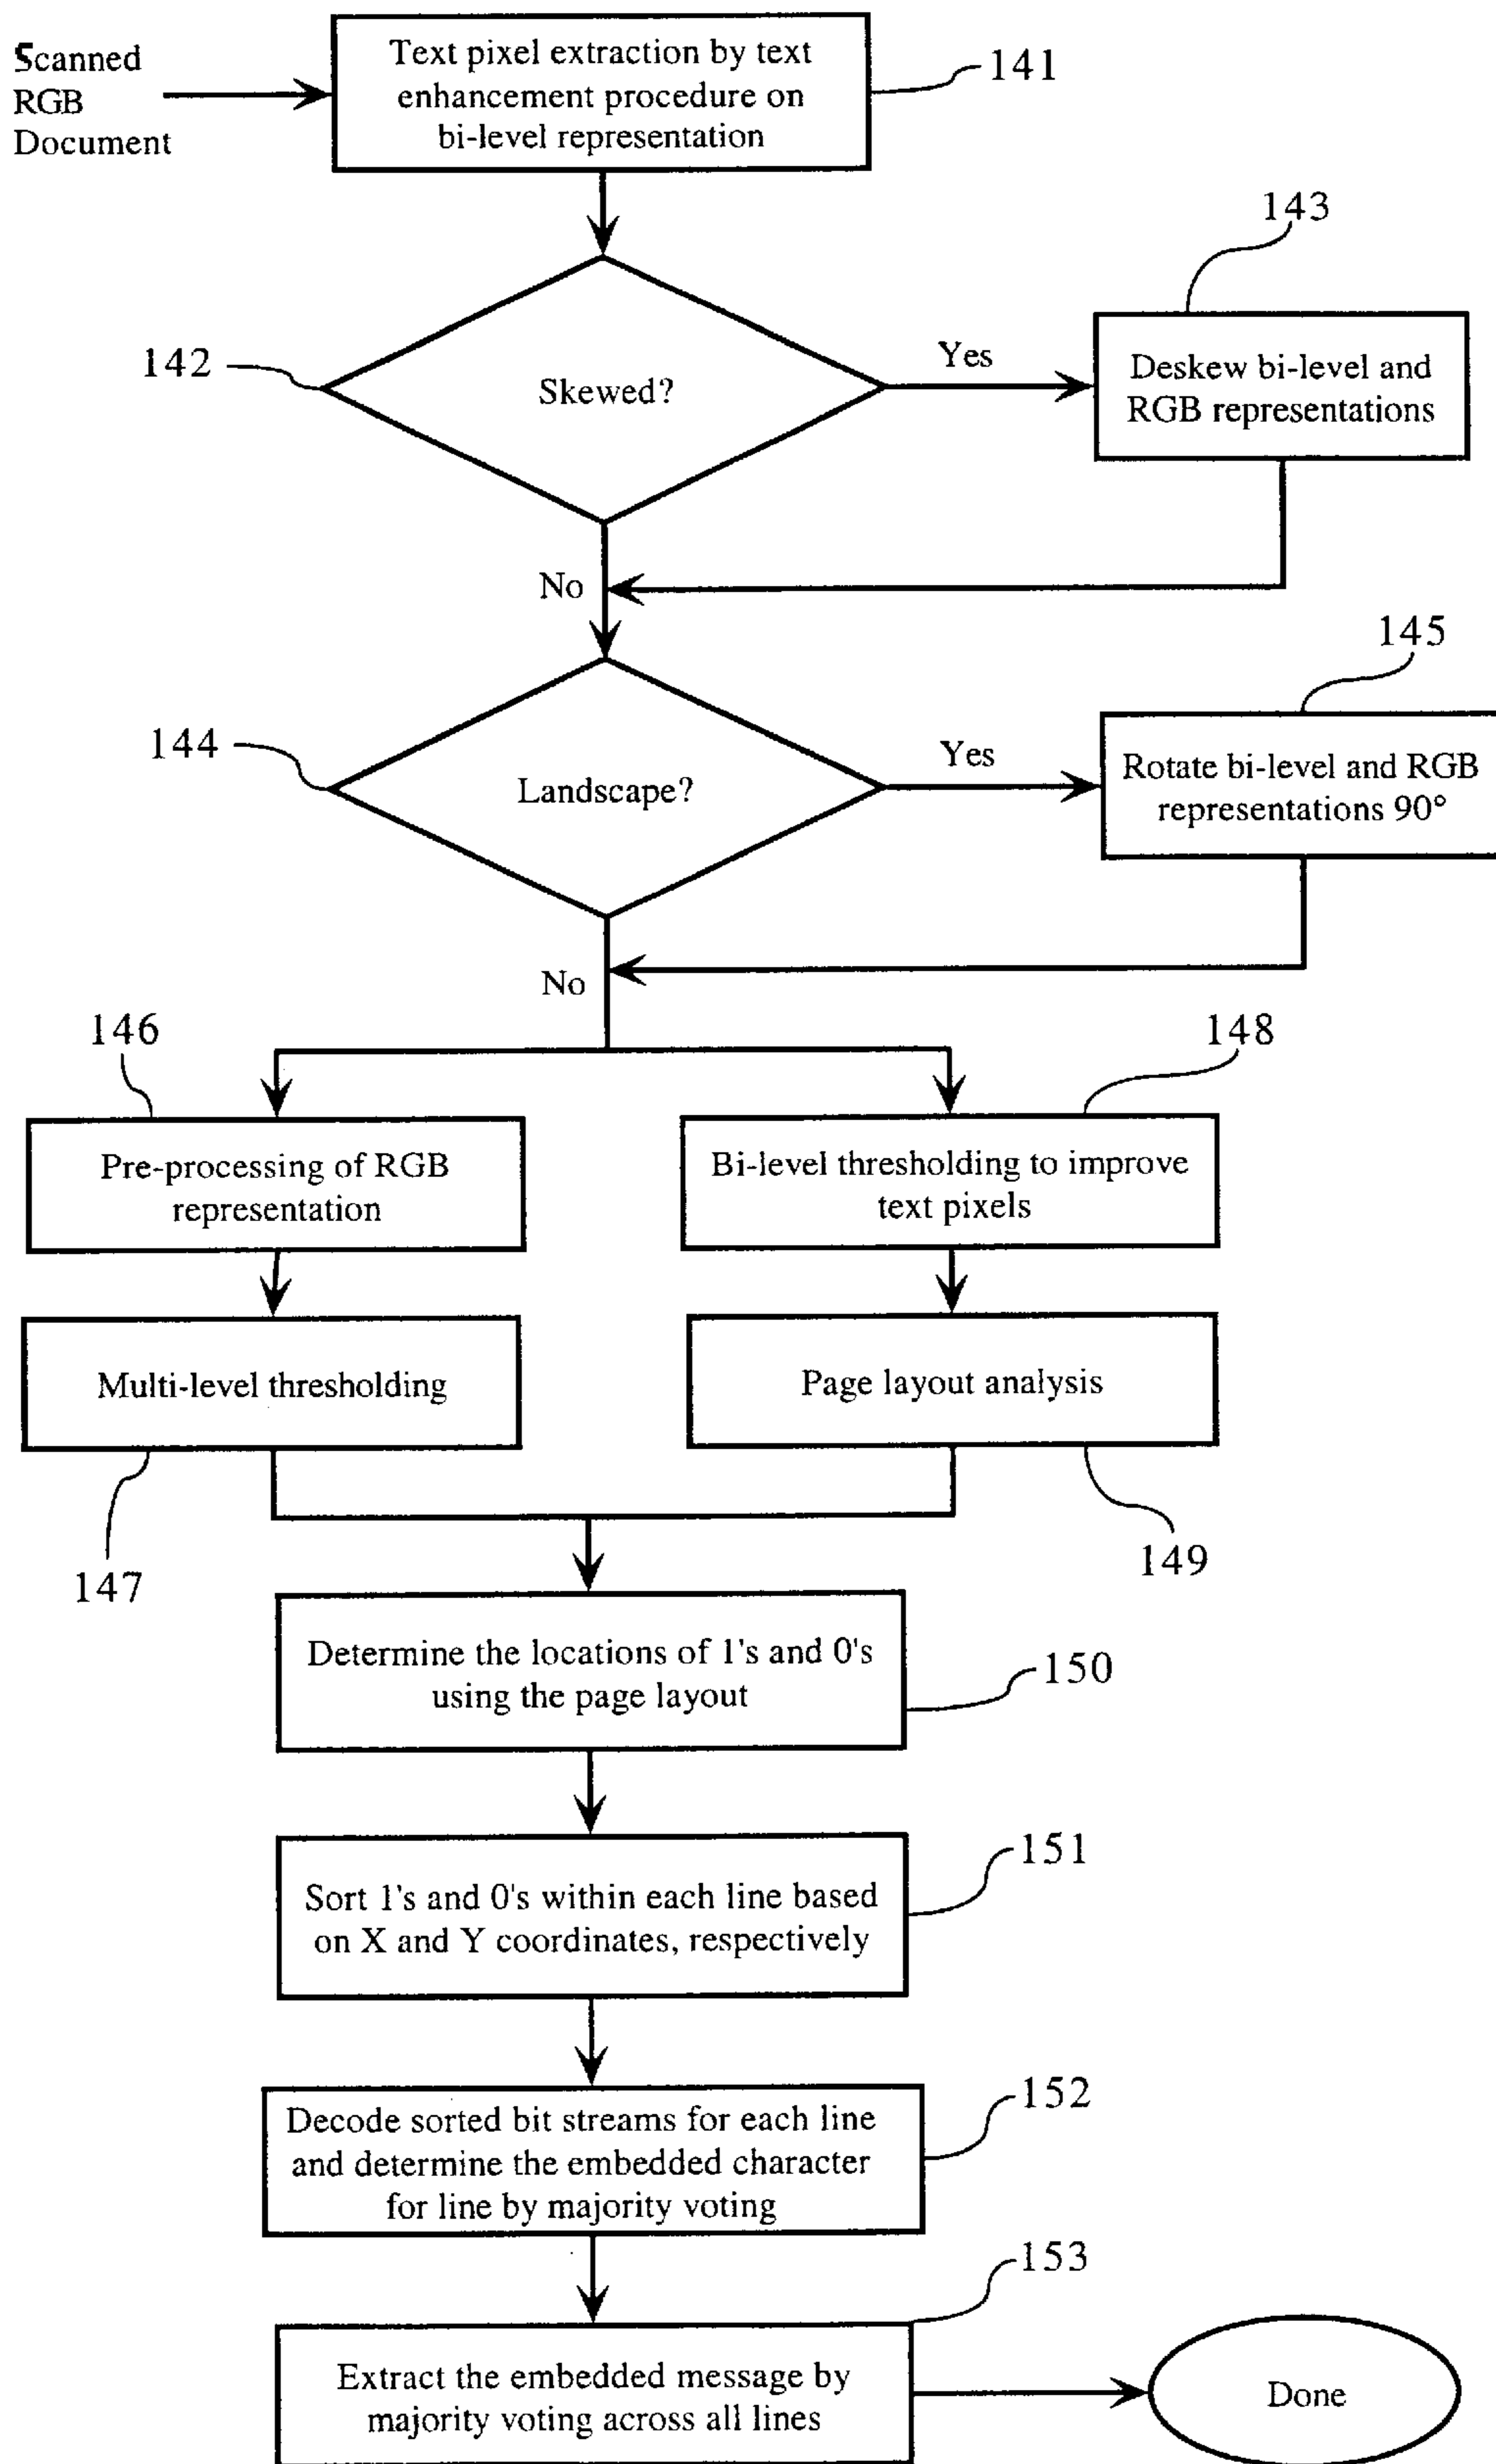 Scanned
RGB
Document
Text pixel extraction by text
enhancement procedure on
bi-level representation
141
142
Skewed?
Yes
143
Deskew bi-level and
RGB representations
No
144
Landscape?
Yes
145
Rotate bi-level and RGB
representations 90°
No
146
Pre-processing of RGB
representation
148
Bi-level thresholding to improve
text pixels
Multi-level thresholding
147
Page layout analysis
149
Determine the locations of 1's and 0's
using the page layout
150
Sort 1's and 0's within each line based
on X and Y coordinates, respectively
151
Decode sorted bit streams for each line
and determine the embedded character
for line by majority voting
152
Extract the embedded message by
majority voting across all lines
153
Done